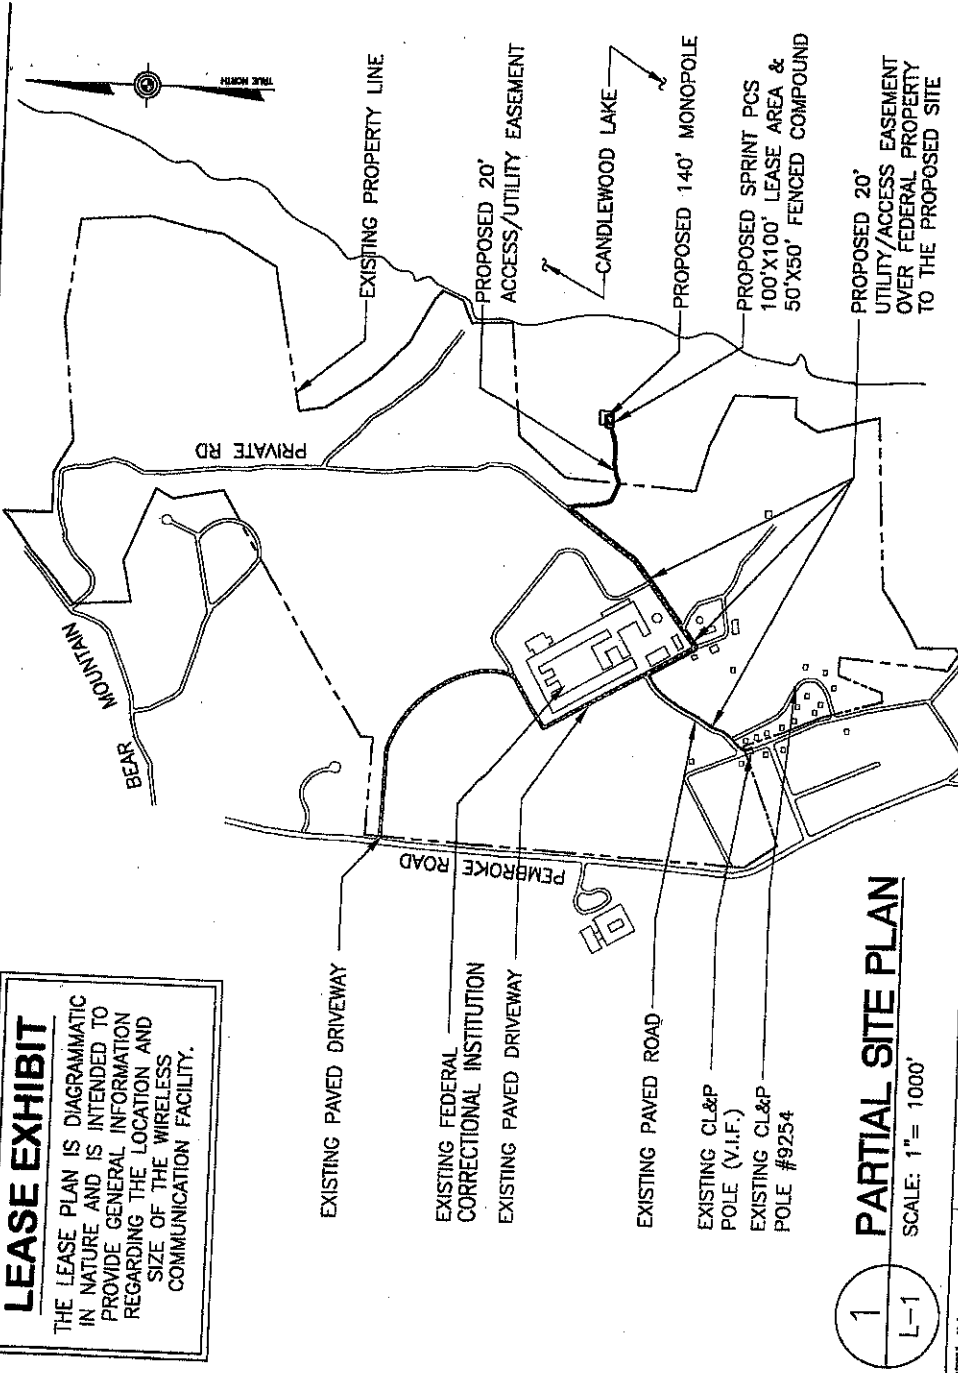 LEASE EXHIBIT
THE LEASE PLAN IS DIAGRAMMATIC
IN NATURE AND IS INTENDED TO
PROVIDE GENERAL INFORMATION
REGARDING THE LOCATION AND
SIZE OF THE WIRELESS
COMMUNICATION FACILITY.
TRUE NORTH
EXISTING PROPERTY LINE
PROPOSED 20'
ACCESS/UTILITY EASEMENT
CANDLEWOOD LAKE
PROPOSED 140' MONOPOLE
PROPOSED SPRINT PCS
100'X100' LEASE AREA &
50'X50' FENCED COMPOUND
PROPOSED 20'
UTILITY/ACCESS EASEMENT
OVER FEDERAL PROPERTY
TO THE PROPOSED SITE
PRIVATE RD
BEAR MOUNTAIN
PEMBROKE ROAD
EXISTING PAVED DRIVEWAY
EXISTING FEDERAL
CORRECTIONAL INSTITUTION
EXISTING PAVED DRIVEWAY
EXISTING PAVED ROAD
EXISTING CL&P
POLE (V.I.F.)
EXISTING CL&P
POLE #9254
1
L-1
PARTIAL SITE PLAN
SCALE: 1"= 1000'